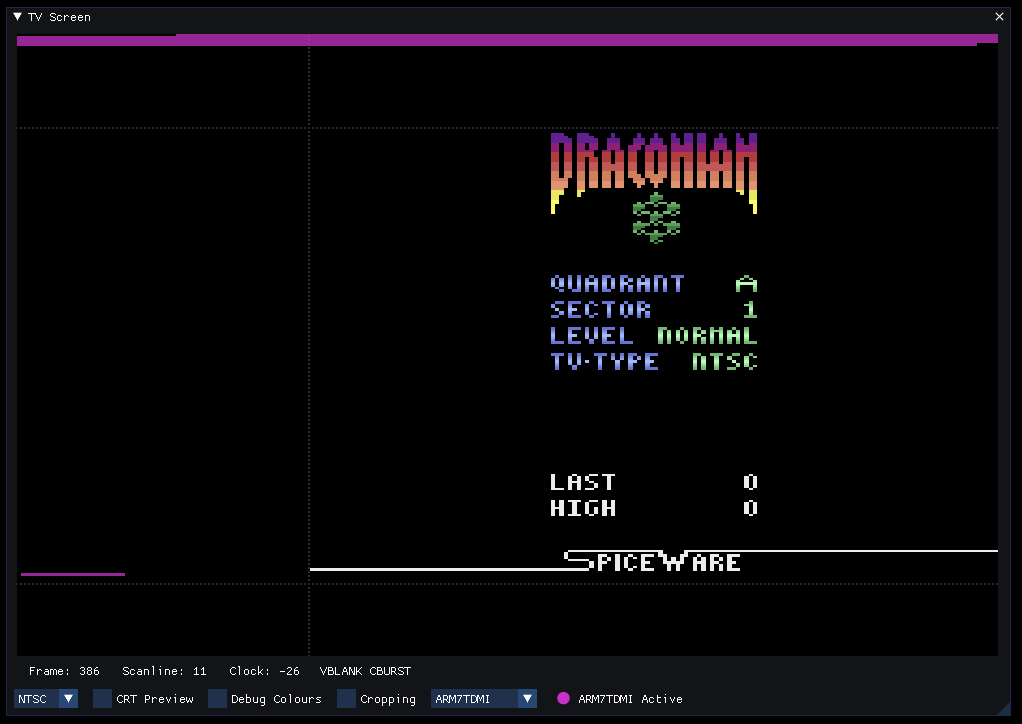 TV Screen
DRACONIAN
QUADRANT A
SECTOR 1
LEVEL NORMAL
TV-TYPE NTSC
LAST 0
HIGH 0
SPICEWARE
Frame: 386 Scanline: 11 Clock: -26 VBLANK CBURST
NTSC CRT Preview Debug Colours Cropping ARM7TDMI ARM7TDMI Active